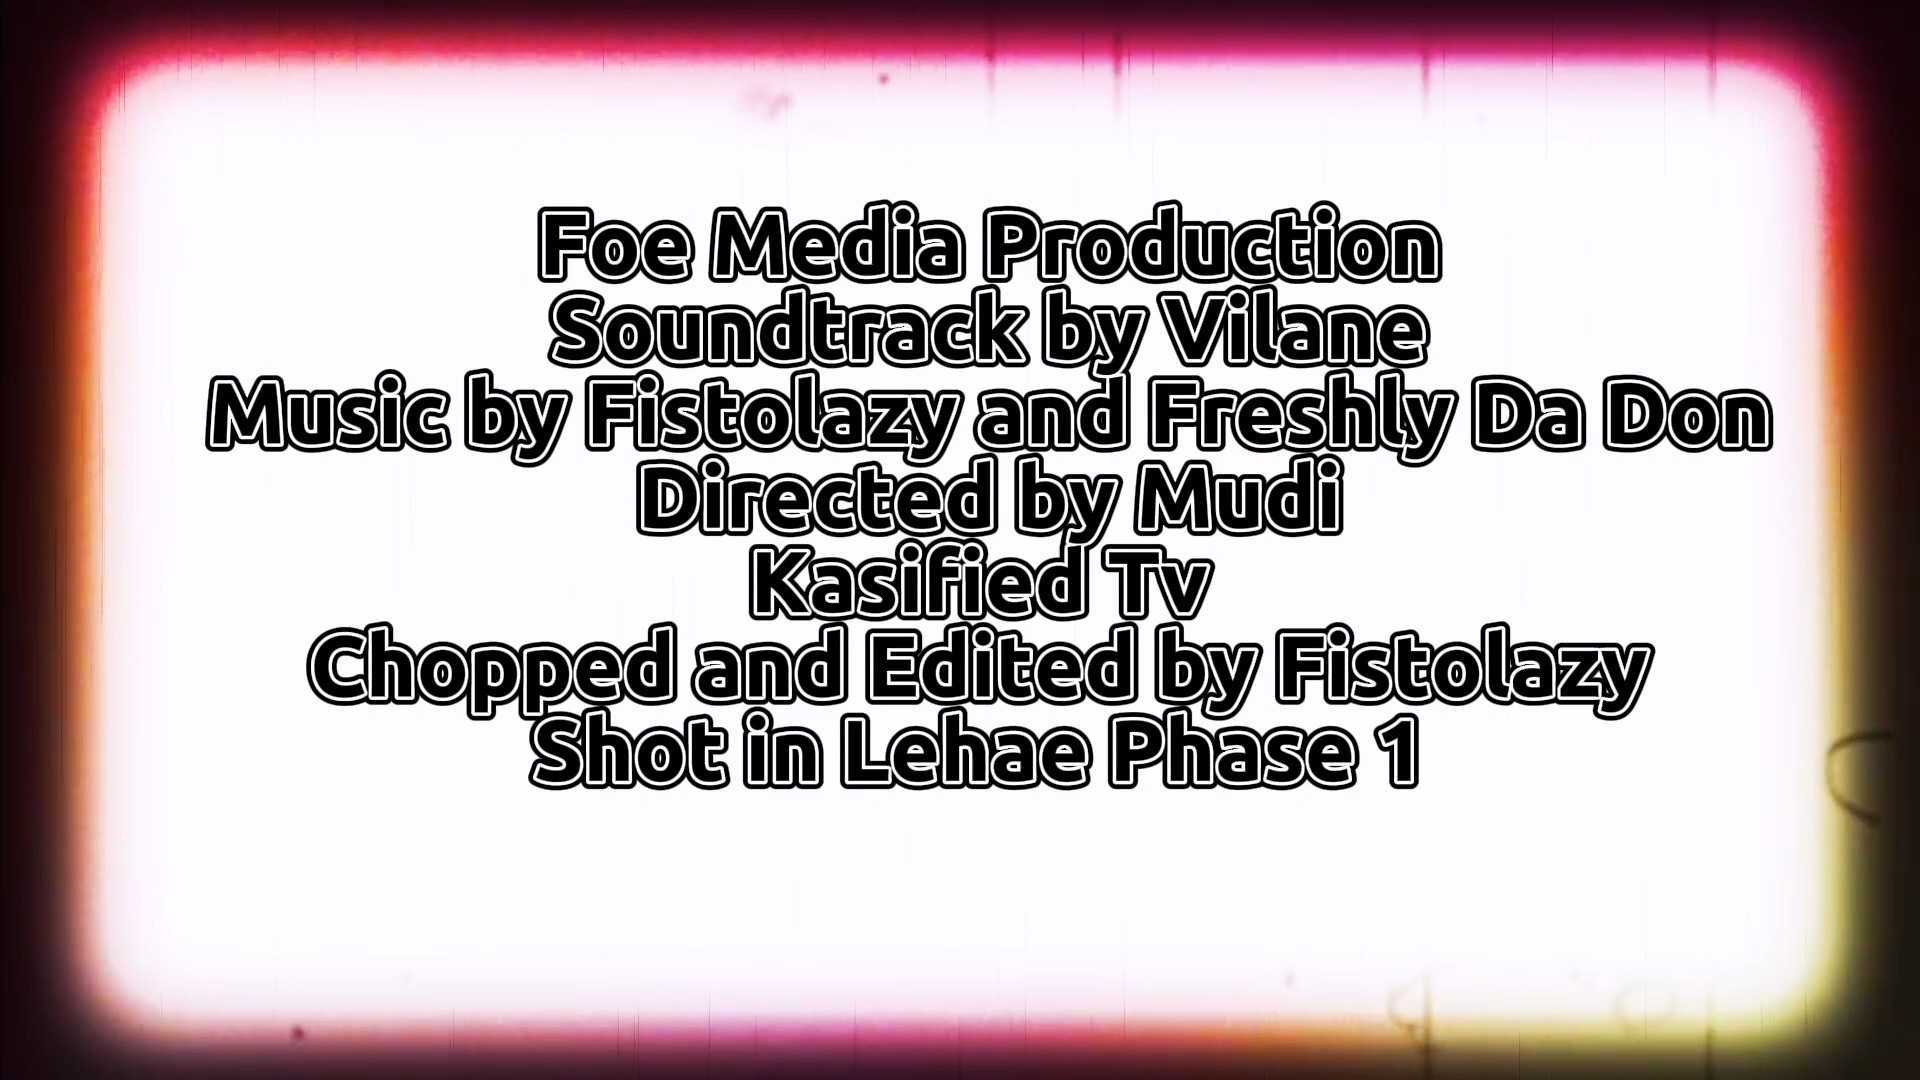 Foe Media Production
Soundtrack by Vilane
Music by Fistolazy and Freshly Da Don
Directed by Mudi
Kasified Tv
Chopped and Edited by Fistolazy
Shot in Lehae Phase 1